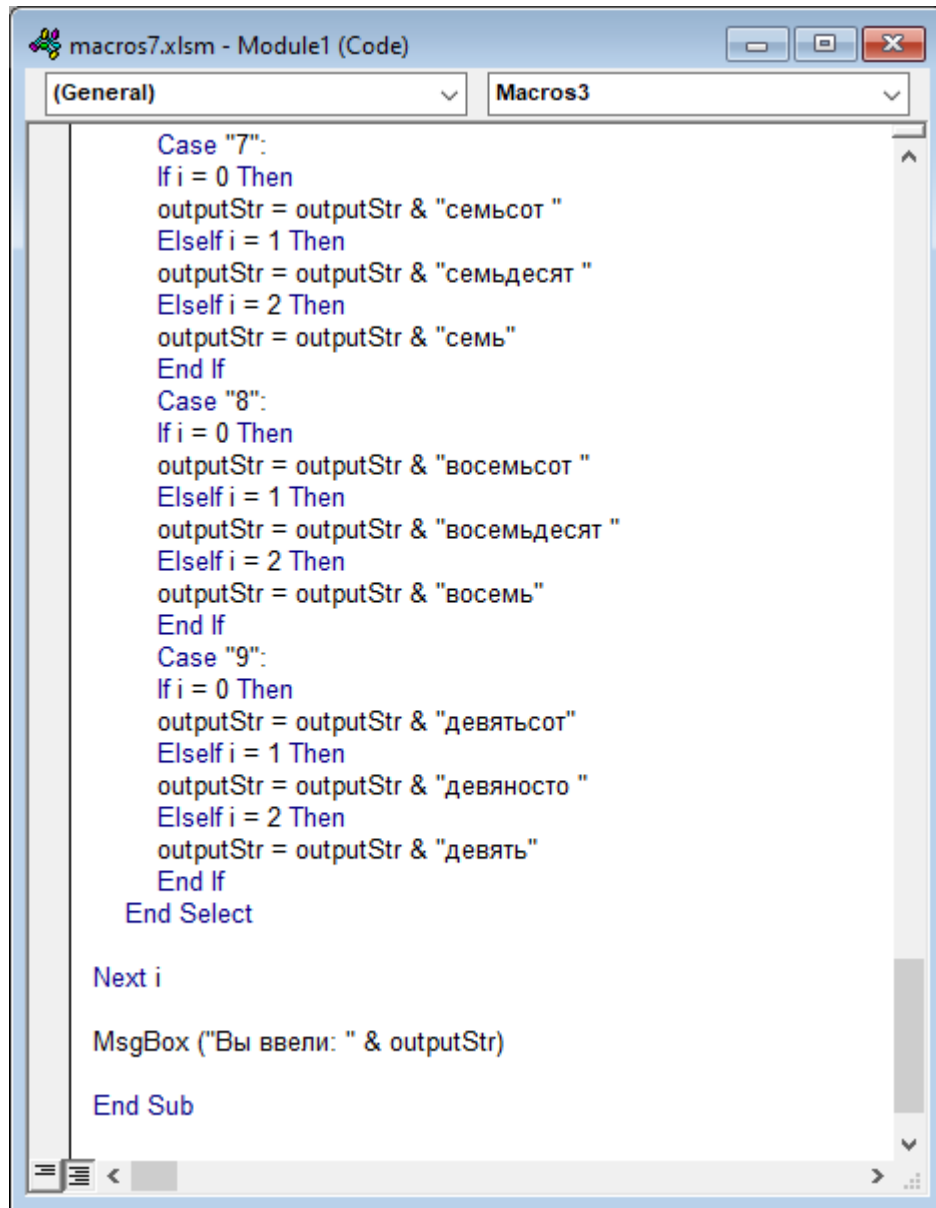 macros7.xlsm - Module1 (Code)
(General) Macros3
Case "7":
If i = 0 Then
outputStr = outputStr & "семьсот "
ElseIf i = 1 Then
outputStr = outputStr & "семьдесят "
ElseIf i = 2 Then
outputStr = outputStr & "семь"
End If
Case "8":
If i = 0 Then
outputStr = outputStr & "восемьсот "
ElseIf i = 1 Then
outputStr = outputStr & "восемьдесят "
ElseIf i = 2 Then
outputStr = outputStr & "восемь"
End If
Case "9":
If i = 0 Then
outputStr = outputStr & "девятьсот"
ElseIf i = 1 Then
outputStr = outputStr & "девяносто "
ElseIf i = 2 Then
outputStr = outputStr & "девять"
End If
End Select
Next i
MsgBox ("Вы ввели: " & outputStr)
End Sub